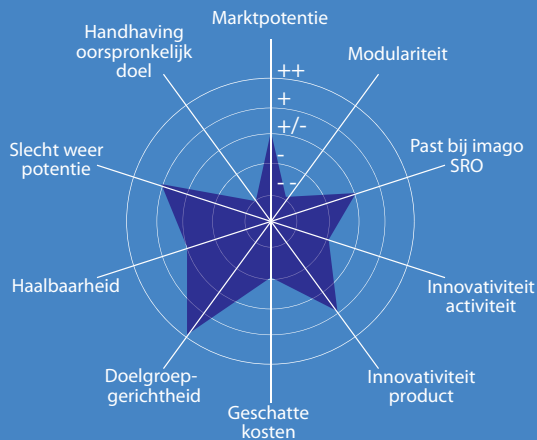 Marktpotentie
Handhaving
oorspronkelijk
doel
Modulariteit
++
+
+/-
-
--
Slecht weer
potentie
Past bij imago
SRO
Haalbaarheid
Innovativiteit
activiteit
Doelgroep-
gerichtheid
Innovativiteit
product
Geschatte
kosten